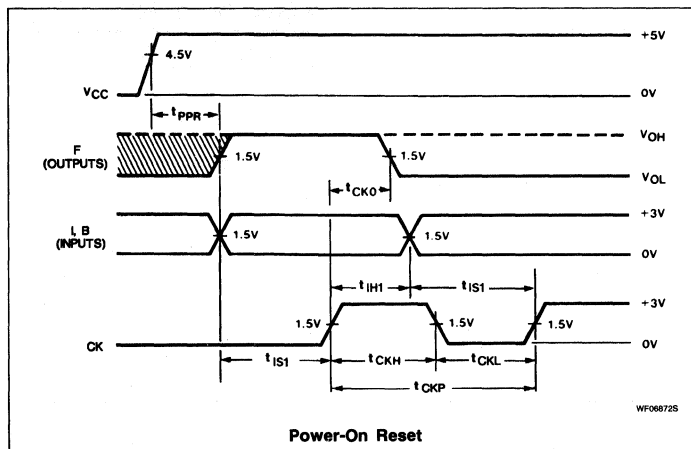 +5V
4.5V
VCC
0V
tPPR
VOH
F
(OUTPUTS)
1.5V
1.5V
tCKO
VOL
+3V
I, B
(INPUTS)
1.5V
1.5V
0V
tIH1
tIS1
+3V
1.5V
1.5V
1.5V
CK
0V
tIS1
tCKH
tCKL
tCKP
WF06872S
Power-On Reset